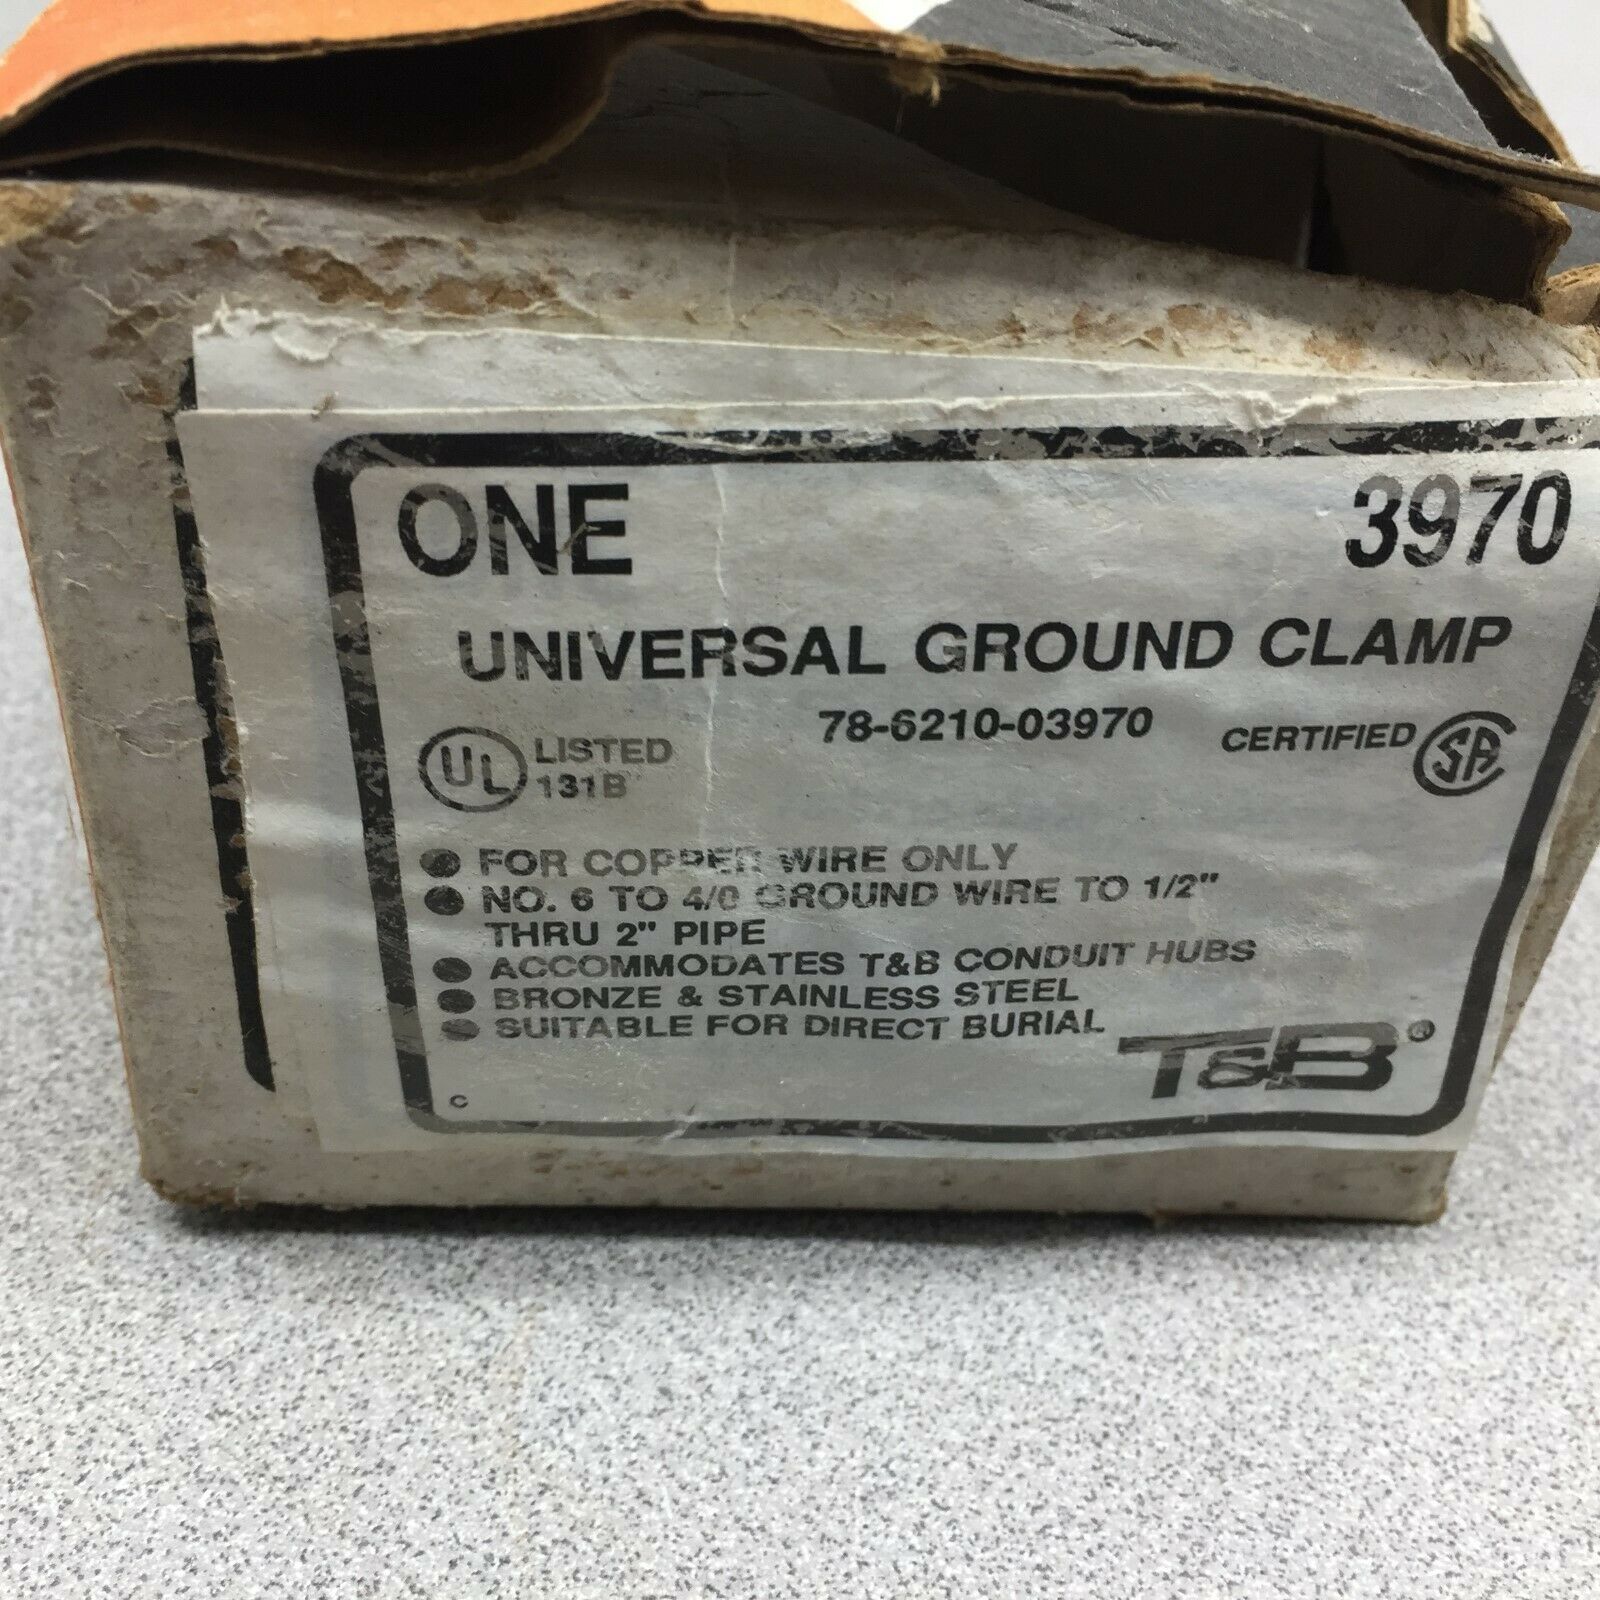 ONE 3970
UNIVERSAL GROUND CLAMP
78-6210-03970
UL LISTED
131B
CERTIFIED SA
● FOR COPPER WIRE ONLY
● NO. 6 TO 4/0 GROUND WIRE TO 1/2"
THRU 2" PIPE
● ACCOMMODATES T&B CONDUIT HUBS
● BRONZE & STAINLESS STEEL
● SUITABLE FOR DIRECT BURIAL
T&B®
C